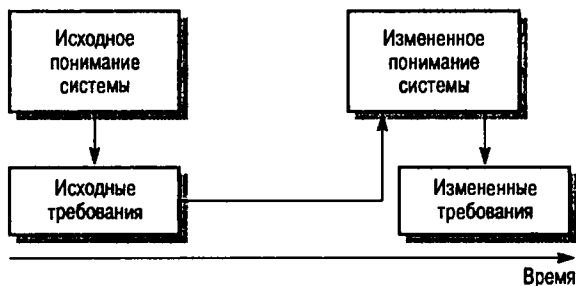 Исходное
понимание
системы
Измененное
понимание
системы
Исходные
требования
Измененные
требования
Время